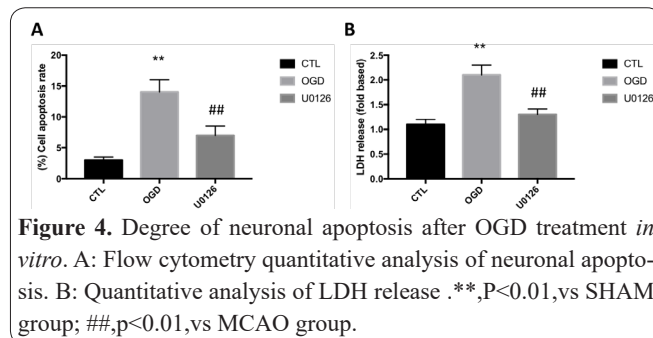 A
B
(%) Cell apoptosis rate
20
15
10
5
0
**
##
CTL
OGD
U0126
CTL
OGD
U0126
LDH release (fold based)
2.5
2.0
1.5
1.0
0.5
0.0
**
##
CTL
OGD
U0126
CTL
OGD
U0126
Figure 4. Degree of neuronal apoptosis after OGD treatment in
vitro. A: Flow cytometry quantitative analysis of neuronal apopto-
sis. B: Quantitative analysis of LDH release .**,P<0.01,vs SHAM
group; ##,p<0.01,vs MCAO group.